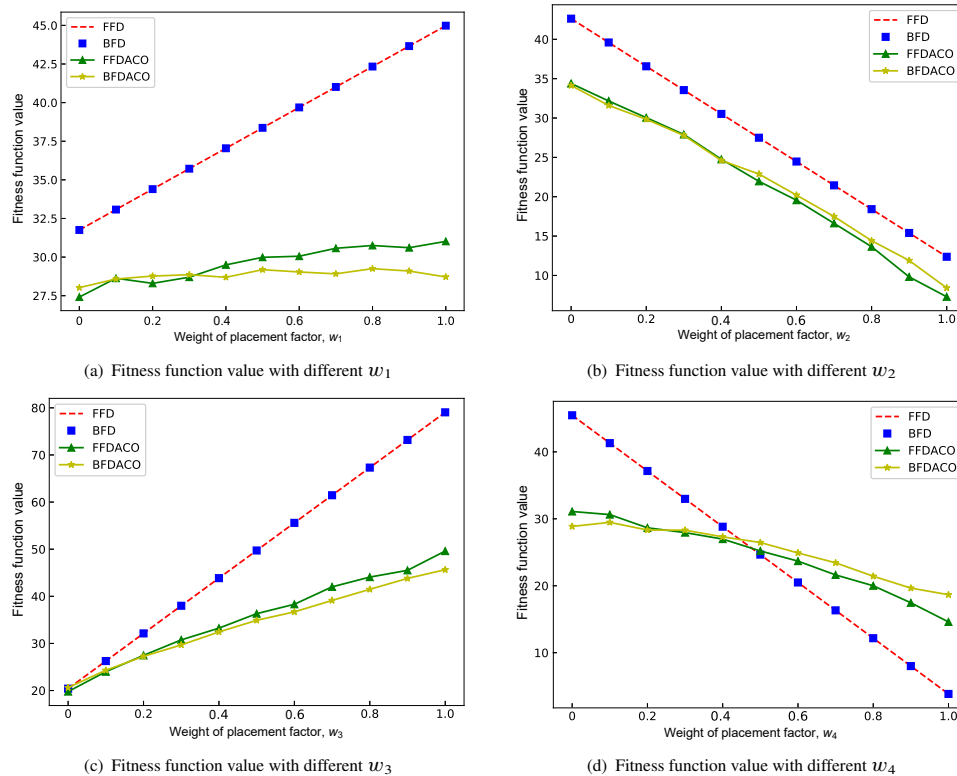 45.0
42.5
40.0
37.5
35.0
32.5
30.0
27.5
Fitness function value
FFD
BFD
FFDACO
BFDACO
0 0.2 0.4 0.6 0.8 1.0
Weight of placement factor, w1
(a) Fitness function value with different w1
40
35
30
25
20
15
10
Fitness function value
FFD
BFD
FFDACO
BFDACO
0 0.2 0.4 0.6 0.8 1.0
Weight of placement factor, w2
(b) Fitness function value with different w2
80
70
60
50
40
30
20
Fitness function value
FFD
BFD
FFDACO
BFDACO
0 0.2 0.4 0.6 0.8 1.0
Weight of placement factor, w3
(c) Fitness function value with different w3
40
30
20
10
Fitness function value
FFD
BFD
FFDACO
BFDACO
0 0.2 0.4 0.6 0.8 1.0
Weight of placement factor, w4
(d) Fitness function value with different w4